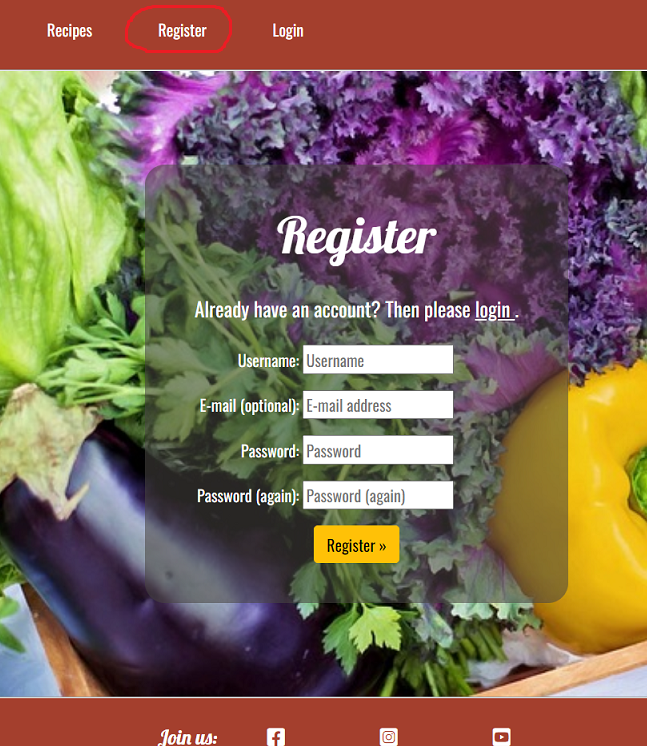 Recipes Register Login
Register
Already have an account? Then please login .
Username: Username
E-mail (optional): E-mail address
Password: Password
Password (again): Password (again)
Register »
Join us: